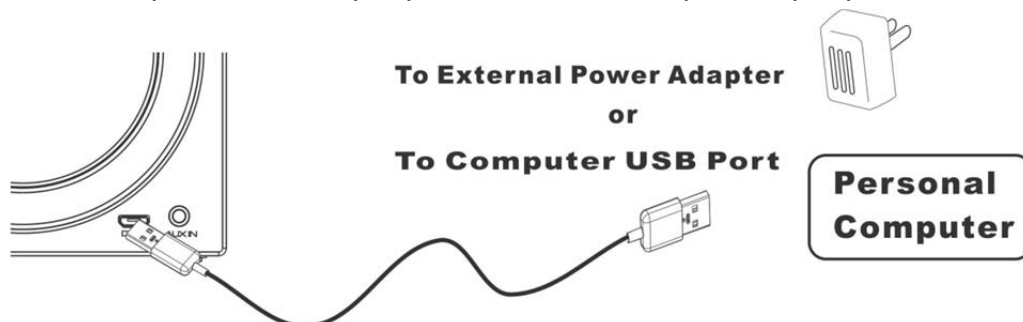 To External Power Adapter
or
To Computer USB Port
Personal
Computer
AUX IN